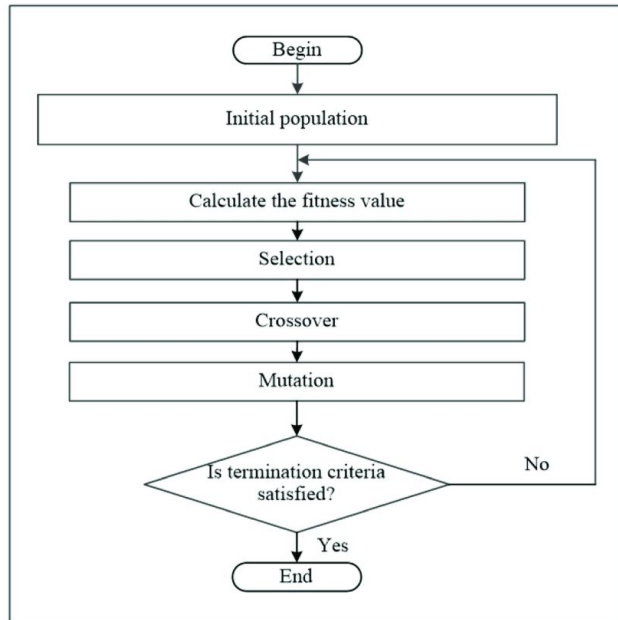 Begin
Initial population
Calculate the fitness value
Selection
Crossover
Mutation
Is termination criteria
satisfied?
No
Yes
End